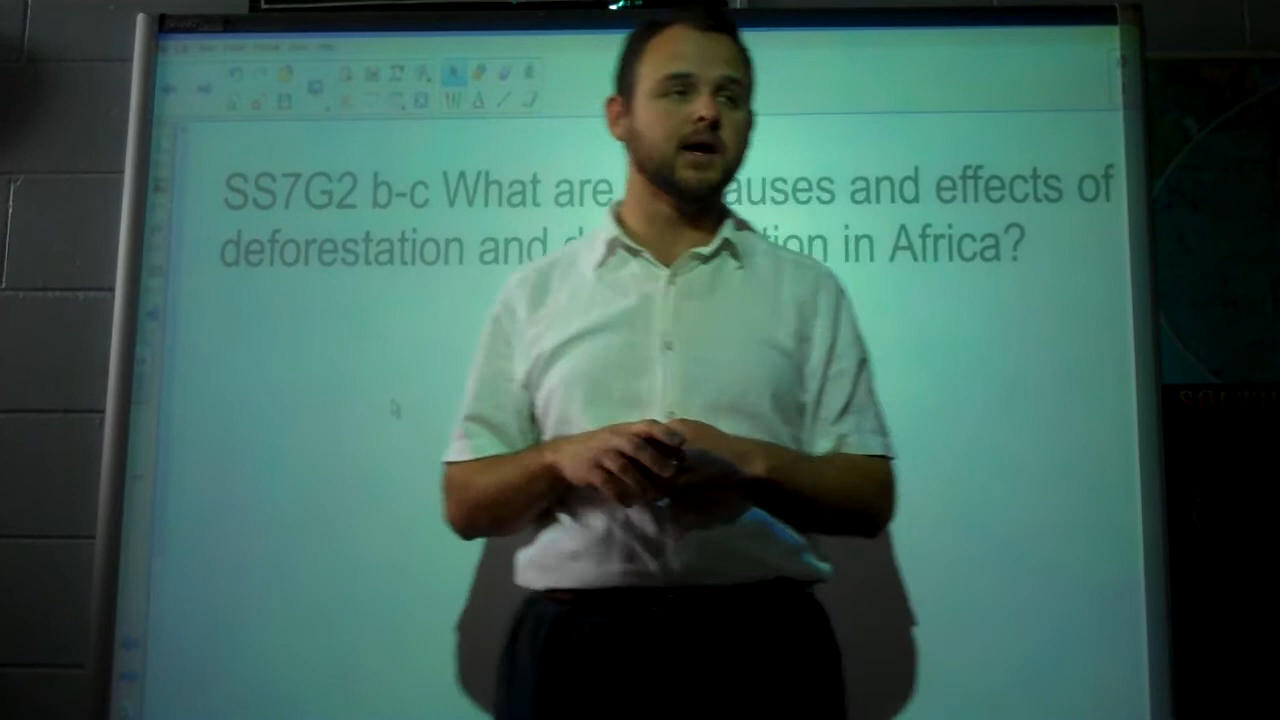 SS7G2 b-c What are auses and effects of
deforestation and d tion in Africa?